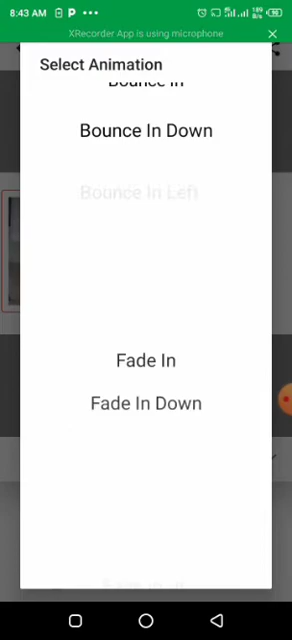 8:43 AM
XRecorder App is using microphone
Select Animation
Bounce In
Bounce In Down
Bounce In Left
Fade In
Fade In Down